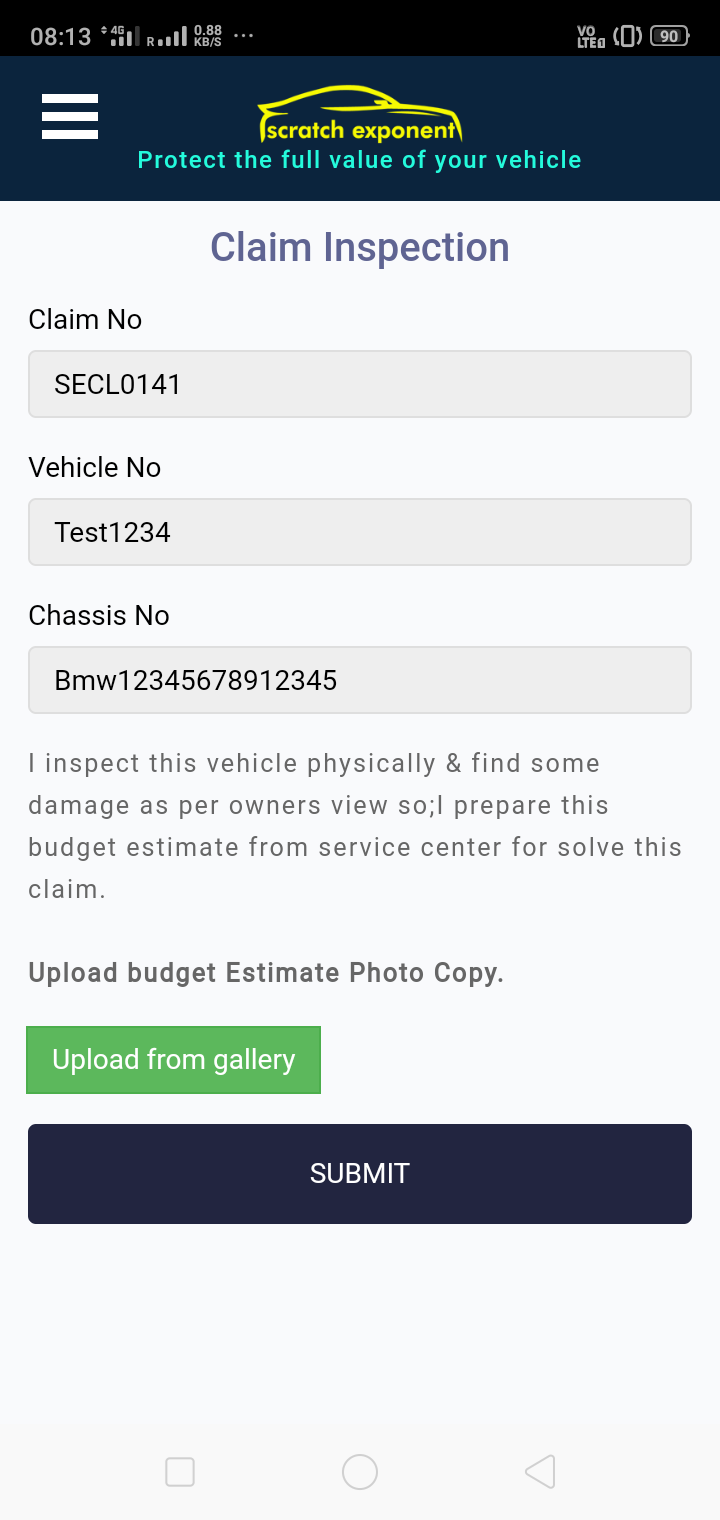 08:13 4G R 0.88 KB/S ... VO LTE 90
scratch exponent
Protect the full value of your vehicle
Claim Inspection
Claim No
SECL0141
Vehicle No
Test1234
Chassis No
Bmw12345678912345
I inspect this vehicle physically & find some
damage as per owners view so;I prepare this
budget estimate from service center for solve this
claim.
Upload budget Estimate Photo Copy.
Upload from gallery
SUBMIT